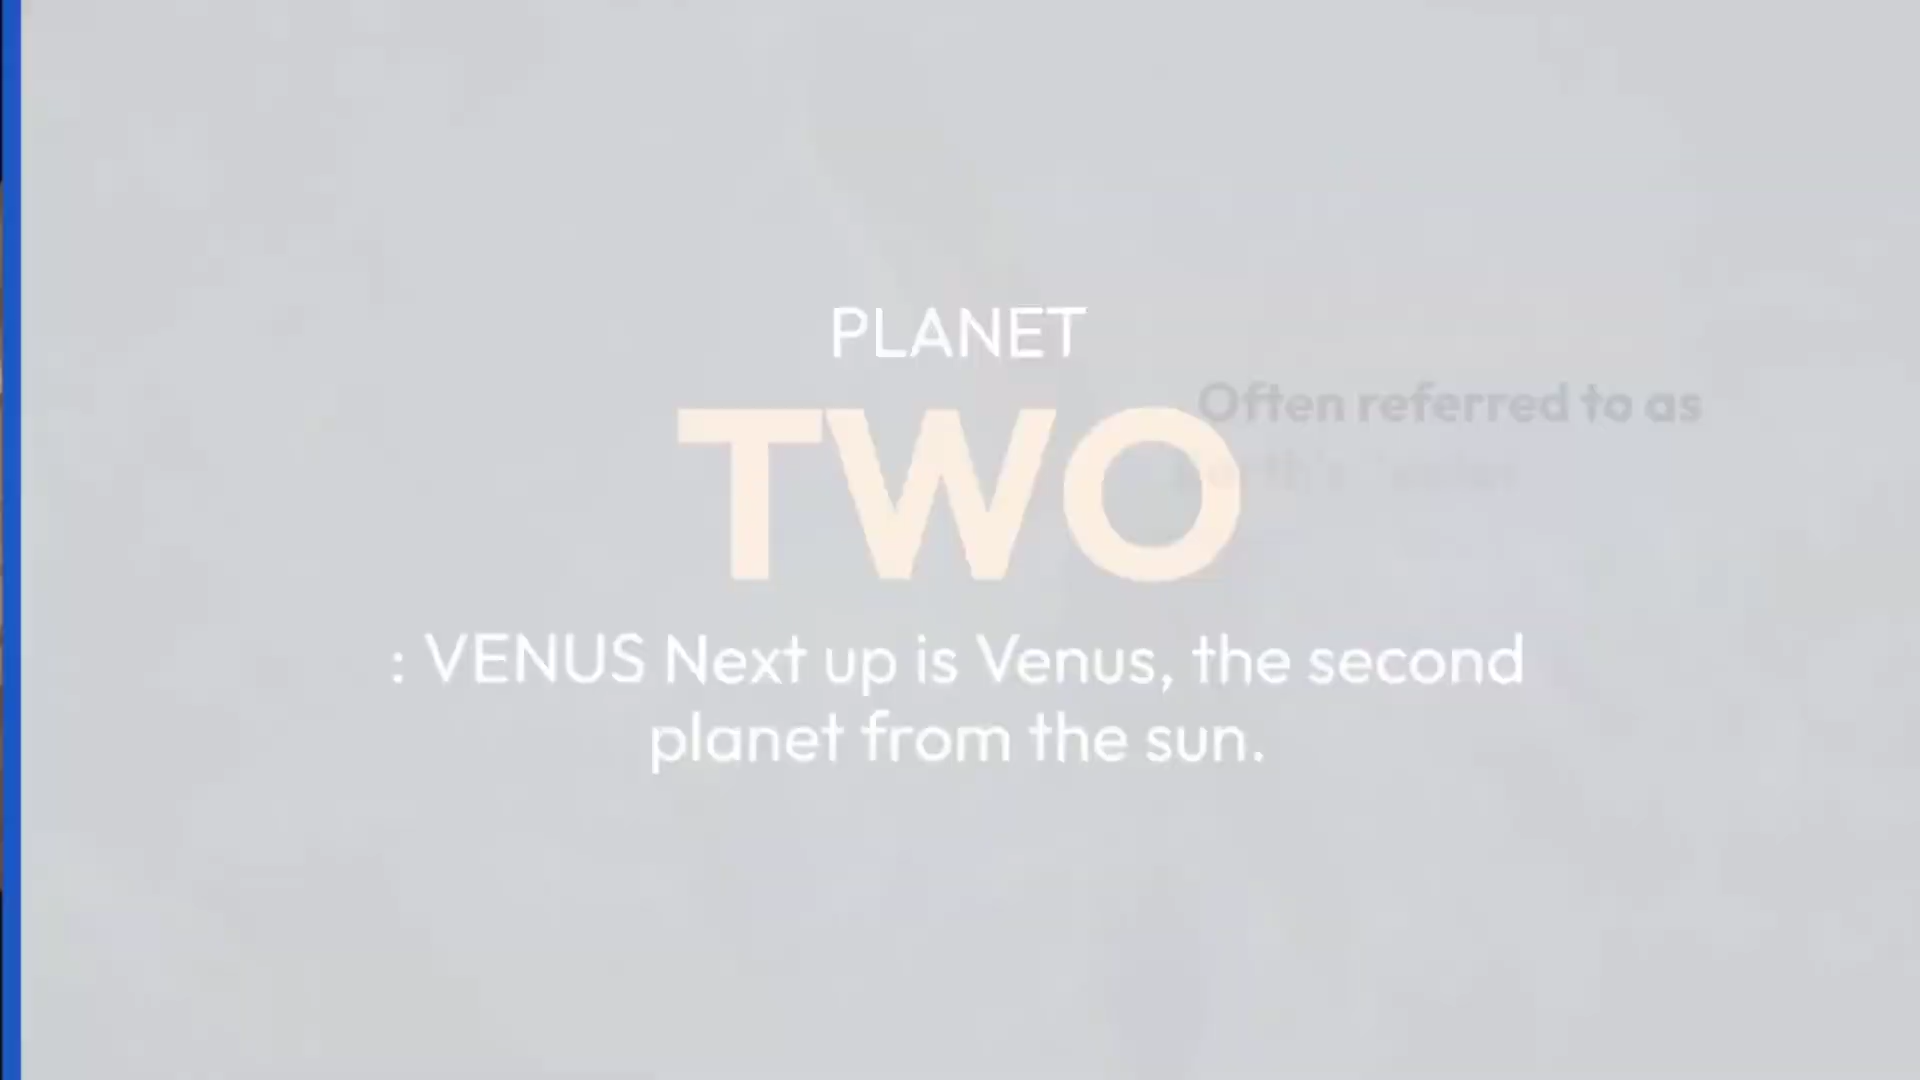 PLANET
TWO
Often referred to as
: VENUS Next up is Venus, the second
planet from the sun.